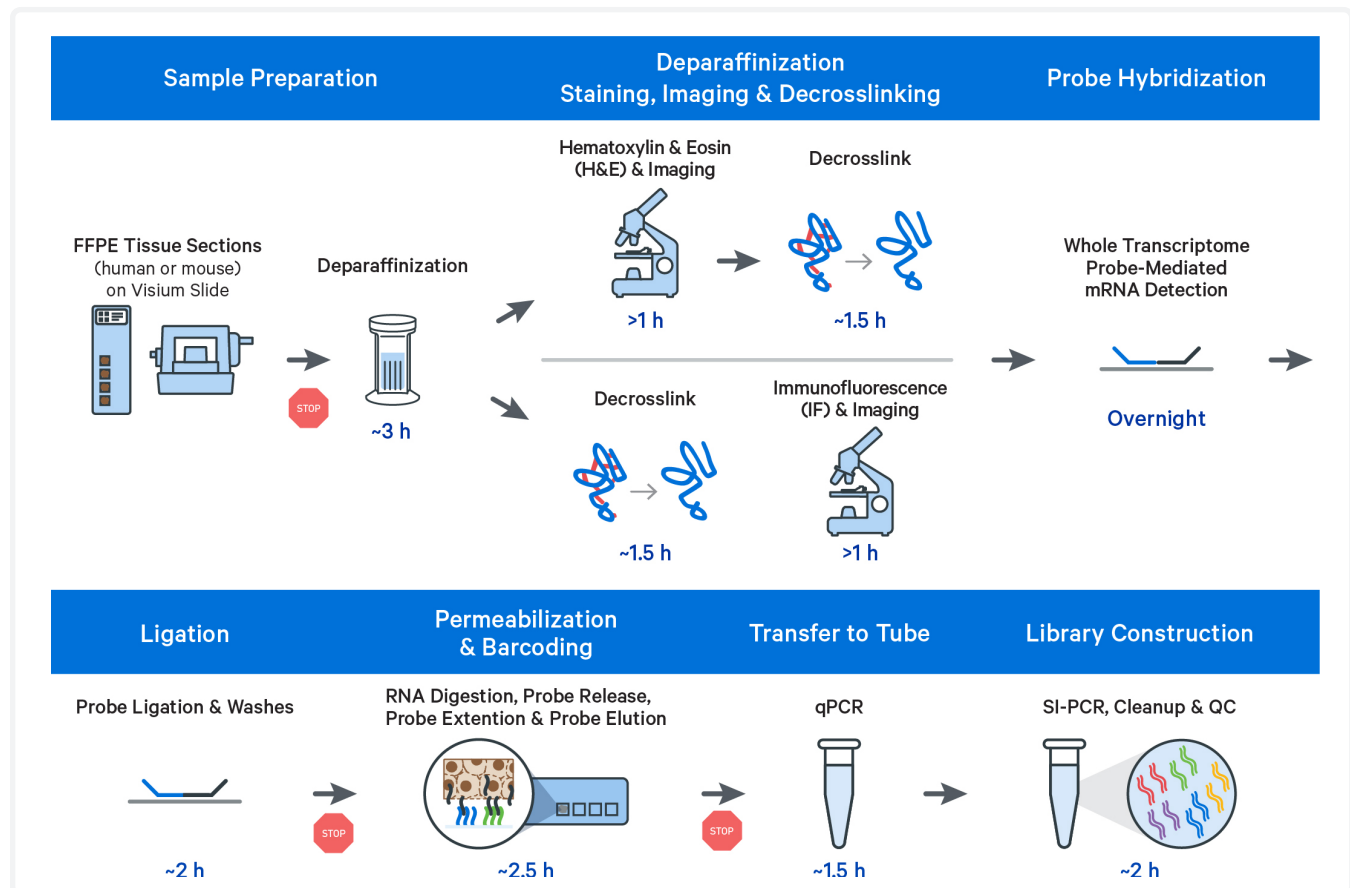 Sample Preparation
Deparaffinization
Staining, Imaging & Decrosslinking
Probe Hybridization
FFPE Tissue Sections
(human or mouse)
on Visium Slide
STOP
Deparaffinization
~3 h
Hematoxylin & Eosin
(H&E) & Imaging
>1 h
Decrosslink
~1.5 h
Decrosslink
~1.5 h
Immunofluorescence
(IF) & Imaging
>1 h
Whole Transcriptome
Probe-Mediated
mRNA Detection
Overnight
Ligation
Permeabilization
& Barcoding
Transfer to Tube
Library Construction
Probe Ligation & Washes
~2 h
STOP
RNA Digestion, Probe Release,
Probe Extention & Probe Elution
~2.5 h
STOP
qPCR
~1.5 h
SI-PCR, Cleanup & QC
~2 h